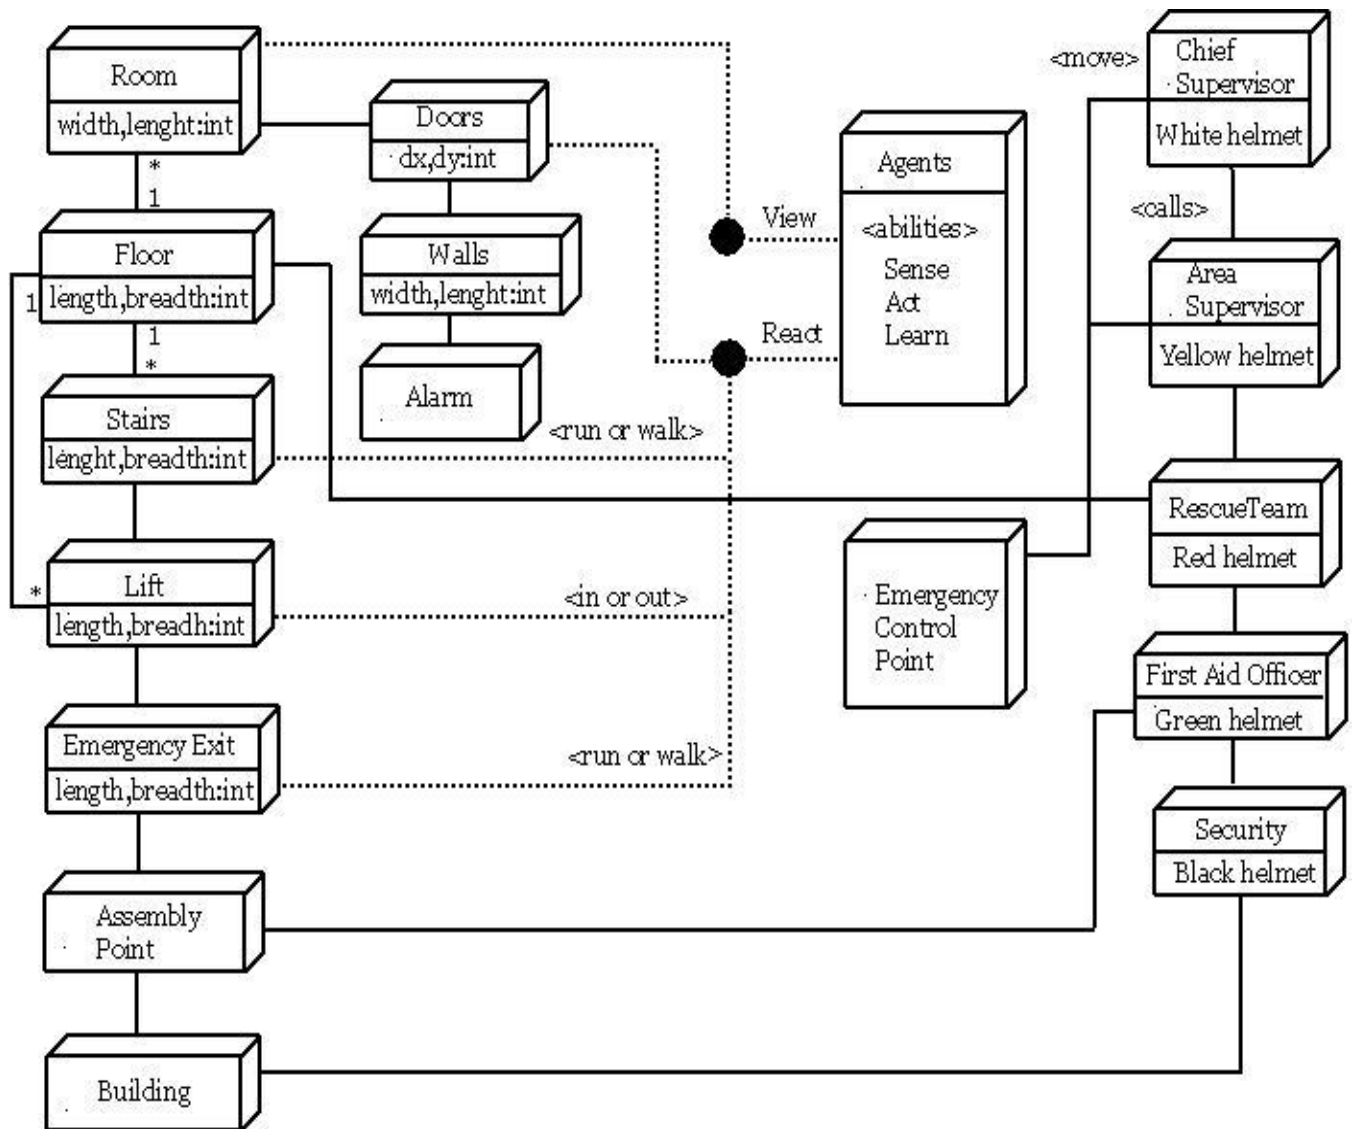 Room
width,lenght:int
*
1
Floor
length,breadth:int
1
1
*
Stairs
lenght,breadth:int
*
Lift
length,breadh:int
Emergency Exit
length,breadth:int
Assembly
Point
Building
Doors
dx,dy:int
Walls
width,lenght:int
Alarm
<run or walk>
<in or out>
<run or walk>
View
React
Agents
<abilities>
Sense
Act
Learn
Emergency
Control
Point
<move>
Chief
Supervisor
White helmet
<calls>
Area
Supervisor
Yellow helmet
RescueTeam
Red helmet
First Aid Officer
Green helmet
Security
Black helmet